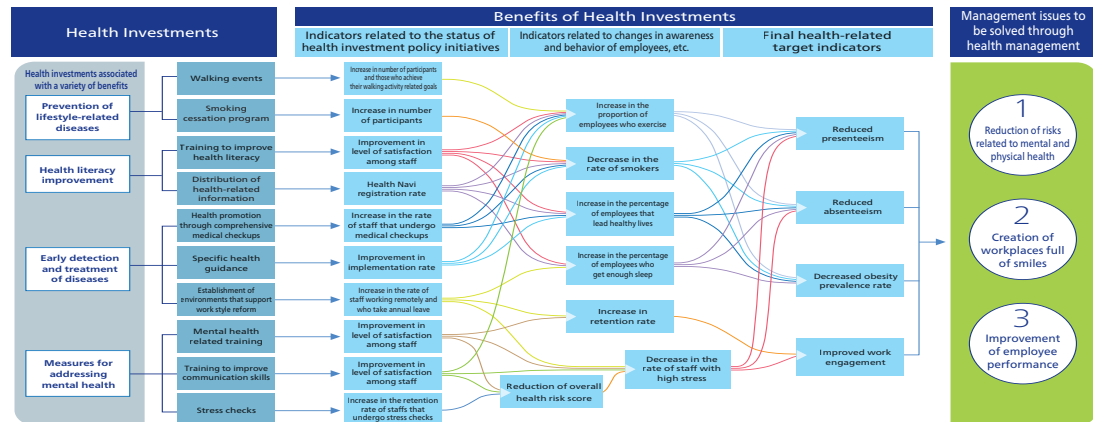 Health Investments
Benefits of Health Investments
Indicators related to the status of
health investment policy initiatives
Indicators related to changes in awareness
and behavior of employees, etc.
Final health-related
target indicators
Management issues to
be solved through
health management
Health investments associated
with a variety of benefits
Prevention of
lifestyle-related
diseases
Health literacy
improvement
Early detection
and treatment
of diseases
Measures for
addressing
mental health
Walking events
Smoking
cessation program
Training to improve
health literacy
Distribution of
health-related
information
Health promotion
through comprehensive
medical checkups
Specific health
guidance
Establishment of
environments that support
work style reform
Mental health
related training
Training to improve
communication skills
Stress checks
Increase in number of participants
and those who achieve
their walking activity related goals
Increase in number
of participants
Improvement in
level of satisfaction
among staff
Health Navi
registration rate
Increase in the rate
of staff that undergo
medical checkups
Improvement in
implementation rate
Increase in the rate of
staff working remotely and
who take annual leave
Improvement in
level of satisfaction
among staff
Improvement in
level of satisfaction
among staff
Increase in the retention
rate of staffs that
undergo stress checks
Increase in the
proportion of
employees who exercise
Decrease in the
rate of smokers
Increase in the percentage
of employees that
lead healthy lives
Increase in the percentage
of employees who
get enough sleep
Increase in
retention rate
Decrease in the
rate of staff with
high stress
Reduction of overall
health risk score
Reduced
presenteeism
Reduced
absenteeism
Decreased obesity
prevalence rate
Improved work
engagement
1
Reduction of risks
related to mental and
physical health
2
Creation of
workplaces full
of smiles
3
Improvement
of employee
performance